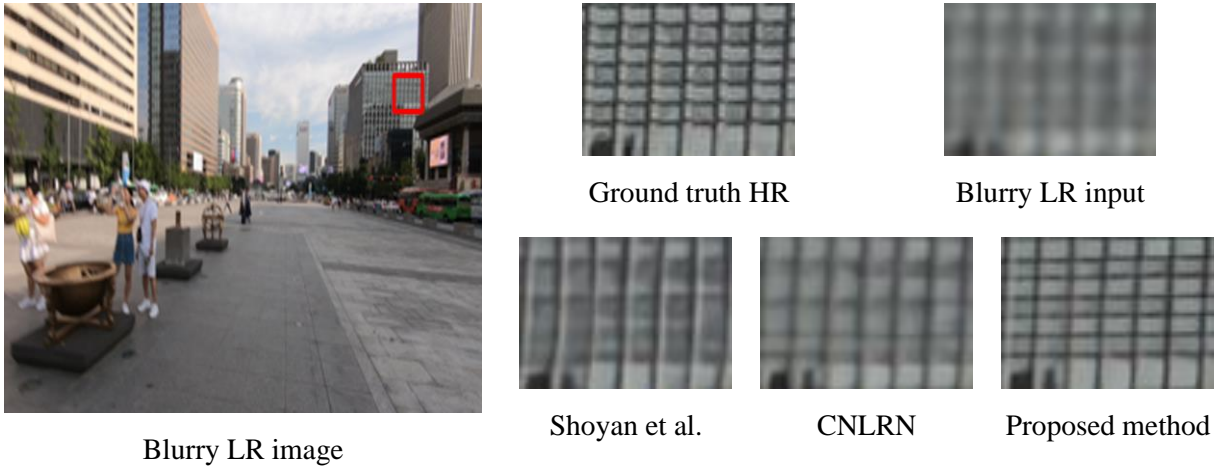 Ground truth HR
Blurry LR input
Shoyan et al.
CNLRN
Proposed method
Blurry LR image